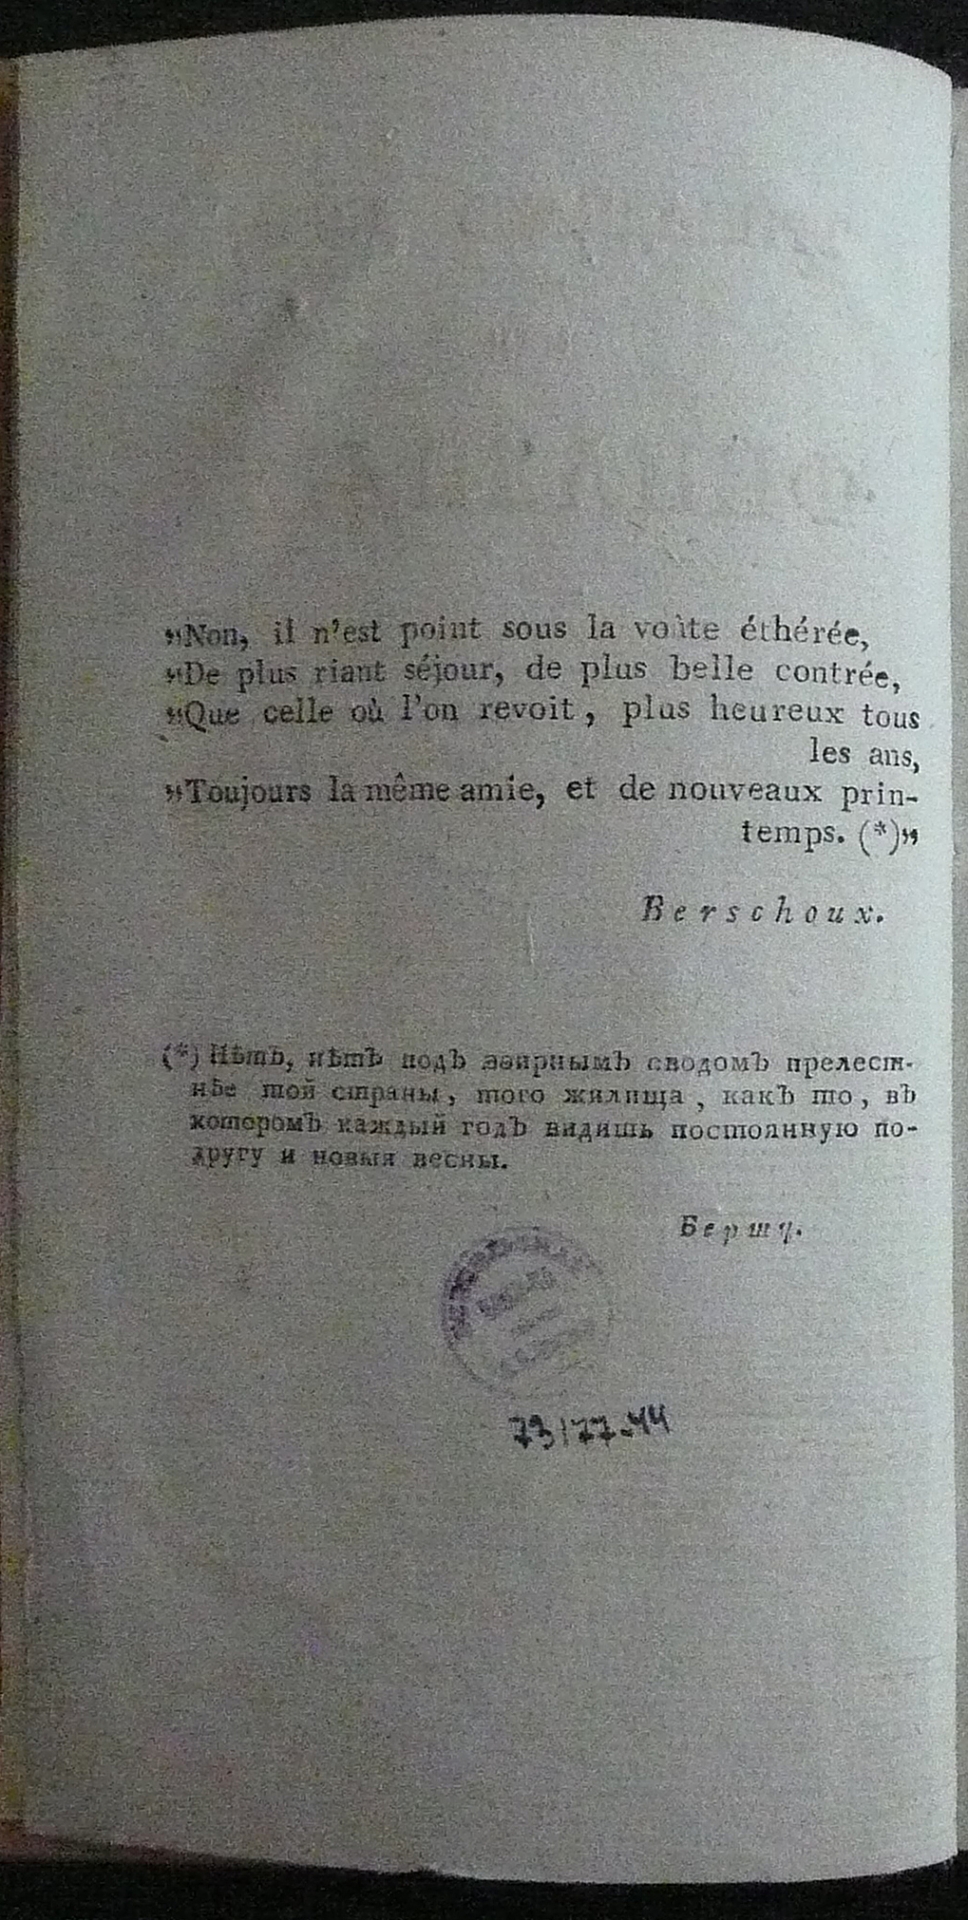 „Non, il n'est point sous la voûte éthérée,
„De plus riant séjour, de plus belle contrée,
„Que celle où l'on revoit, plus heureux tous
les ans,
„Toujours la même amie, et de nouveaux prin-
temps. (*)”
Berschoux.
(*) Нѣтъ, нѣтъ подъ эѳирнымъ сводомъ прелест-
нѣе той страны, того жилища, какъ то, въ
которомъ каждый годъ видишь постоянную по-
другу и новыя весны.
Бершу.
73177-44